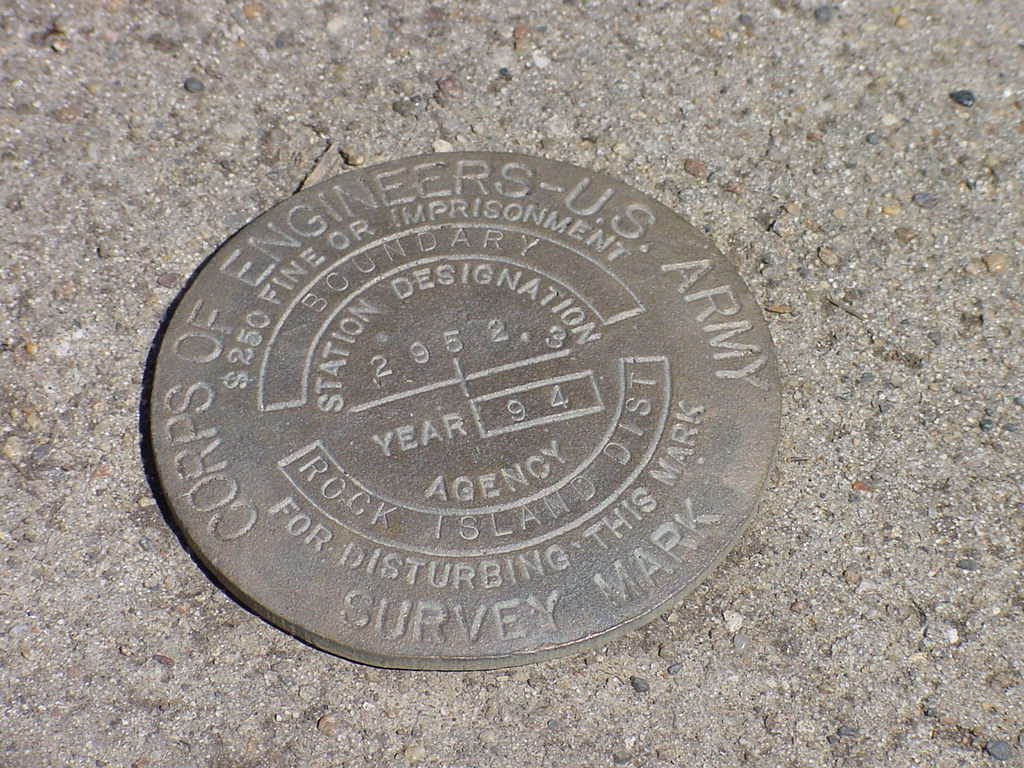 CORPS OF ENGINEERS-U.S. ARMY
$250 FINE OR IMPRISONMENT
BOUNDARY
STATION DESIGNATION
2952.3
YEAR 94
AGENCY
ROCK ISLAND DIST
FOR DISTURBING THIS MARK
SURVEY MARK